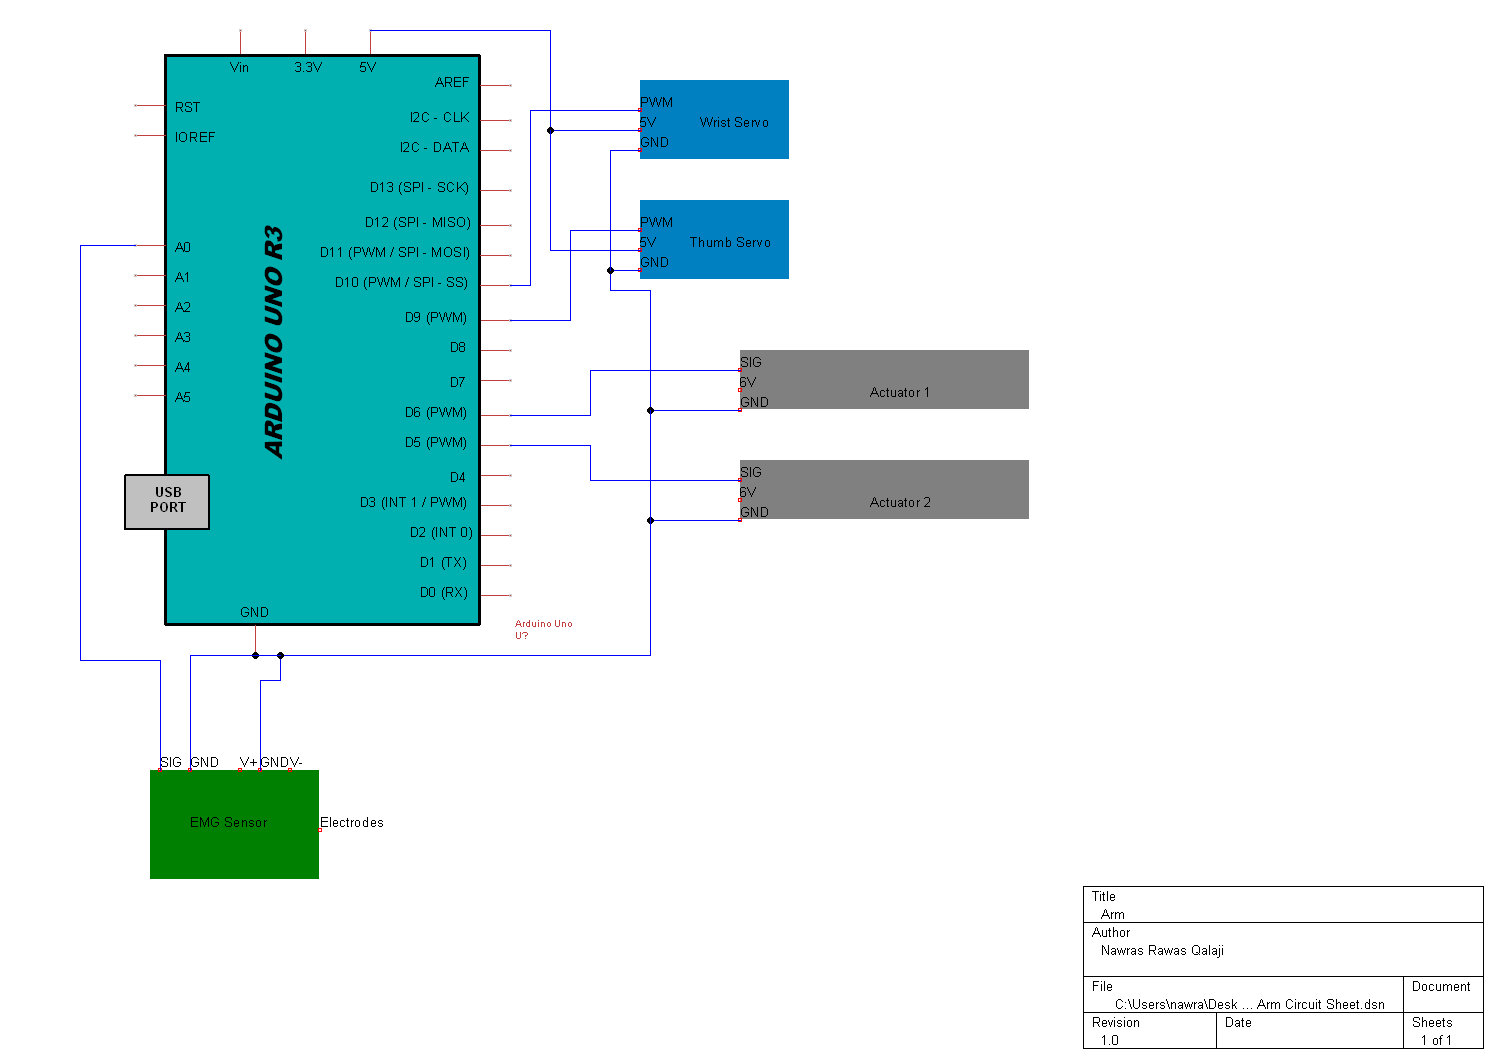 Vin 3.3V 5V
AREF
RST
IOREF
I2C - CLK
I2C - DATA
D13 (SPI - SCK)
D12 (SPI - MISO)
D11 (PWM / SPI - MOSI)
D10 (PWM / SPI - SS)
D9 (PWM)
D8
D7
D6 (PWM)
D5 (PWM)
D4
D3 (INT 1 / PWM)
D2 (INT 0)
D1 (TX)
D0 (RX)
A0
A1
A2
A3
A4
A5
ARDUINO UNO R3
USB
PORT
GND
Arduino Uno
U?
PWM
5V
GND
Wrist Servo
PWM
5V
GND
Thumb Servo
SIG
6V
GND
Actuator 1
SIG
6V
GND
Actuator 2
SIG GND V+ GND V-
EMG Sensor
Electrodes
Title
Arm
Author
Nawras Rawas Qalaji
File
C:\Users\nawra\Desk ... Arm Circuit Sheet.dsn
Document
Revision
1.0
Date
Sheets
1 of 1